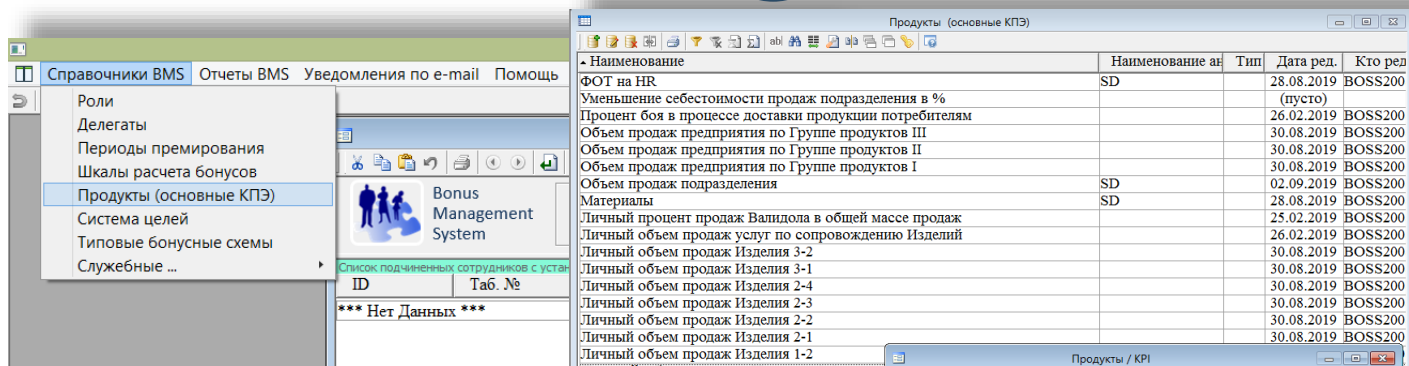 Справочники BMS Отчеты BMS Уведомления по e-mail Помощь
Роли
Делегаты
Периоды премирования
Шкалы расчета бонусов
Продукты (основные КПЭ)
Система целей
Типовые бонусные схемы
Служебные ...
Bonus
Management
System
Список подчиненных сотрудников с устан
ID Таб. №
*** Нет Данных ***
Продукты (основные КПЭ)
Наименование Наименование ан Тип Дата ред. Кто ред
ФОТ на HR SD 28.08.2019 BOSS200
Уменьшение себестоимости продаж подразделения в % (пусто)
Процент боя в процессе доставки продукции потребителям 26.02.2019 BOSS200
Объем продаж предприятия по Группе продуктов III 30.08.2019 BOSS200
Объем продаж предприятия по Группе продуктов II 30.08.2019 BOSS200
Объем продаж предприятия по Группе продуктов I 30.08.2019 BOSS200
Объем продаж подразделения SD 02.09.2019 BOSS200
Материалы SD 28.08.2019 BOSS200
Личный процент продаж Валидола в общей массе продаж 25.02.2019 BOSS200
Личный объем продаж услуг по сопровождению Изделий 26.02.2019 BOSS200
Личный объем продаж Изделия 3-2 30.08.2019 BOSS200
Личный объем продаж Изделия 3-1 30.08.2019 BOSS200
Личный объем продаж Изделия 2-4 30.08.2019 BOSS200
Личный объем продаж Изделия 2-3 30.08.2019 BOSS200
Личный объем продаж Изделия 2-2 30.08.2019 BOSS200
Личный объем продаж Изделия 2-1 30.08.2019 BOSS200
Личный объем продаж Изделия 1-2
Продукты / KPI